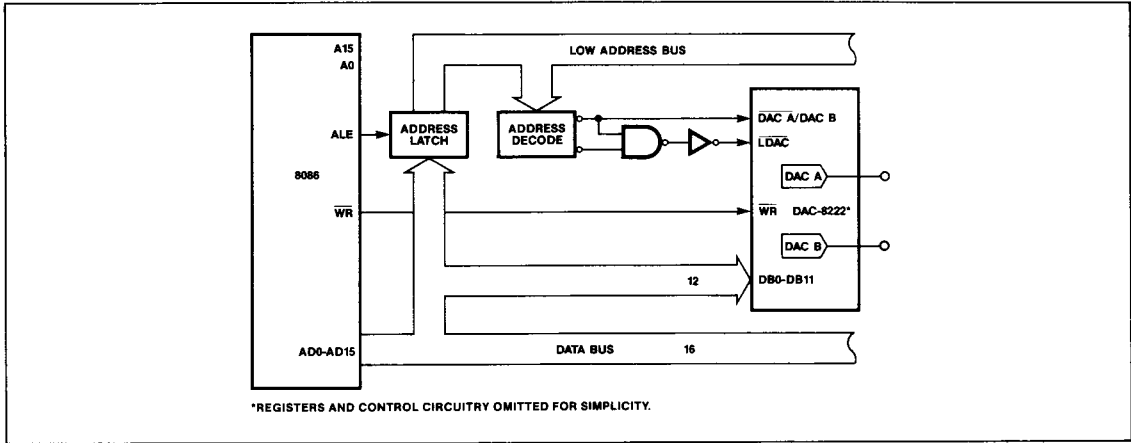 A15
A0
LOW ADDRESS BUS
ALE
ADDRESS
LATCH
ADDRESS
DECODE
DAC A/DAC B
LDAC
DAC A
8086
WR
WR DAC-8222*
DAC B
12
DB0-DB11
AD0-AD15
DATA BUS 16
*REGISTERS AND CONTROL CIRCUITRY OMITTED FOR SIMPLICITY.